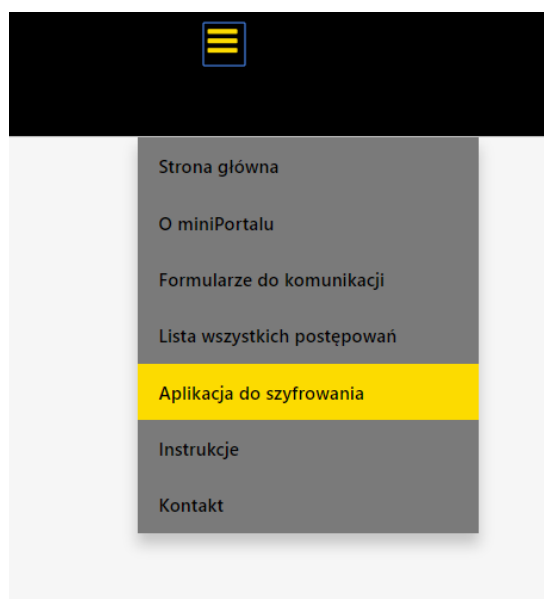 Strona główna
O miniPortalu
Formularze do komunikacji
Lista wszystkich postępowań
Aplikacja do szyfrowania
Instrukcje
Kontakt